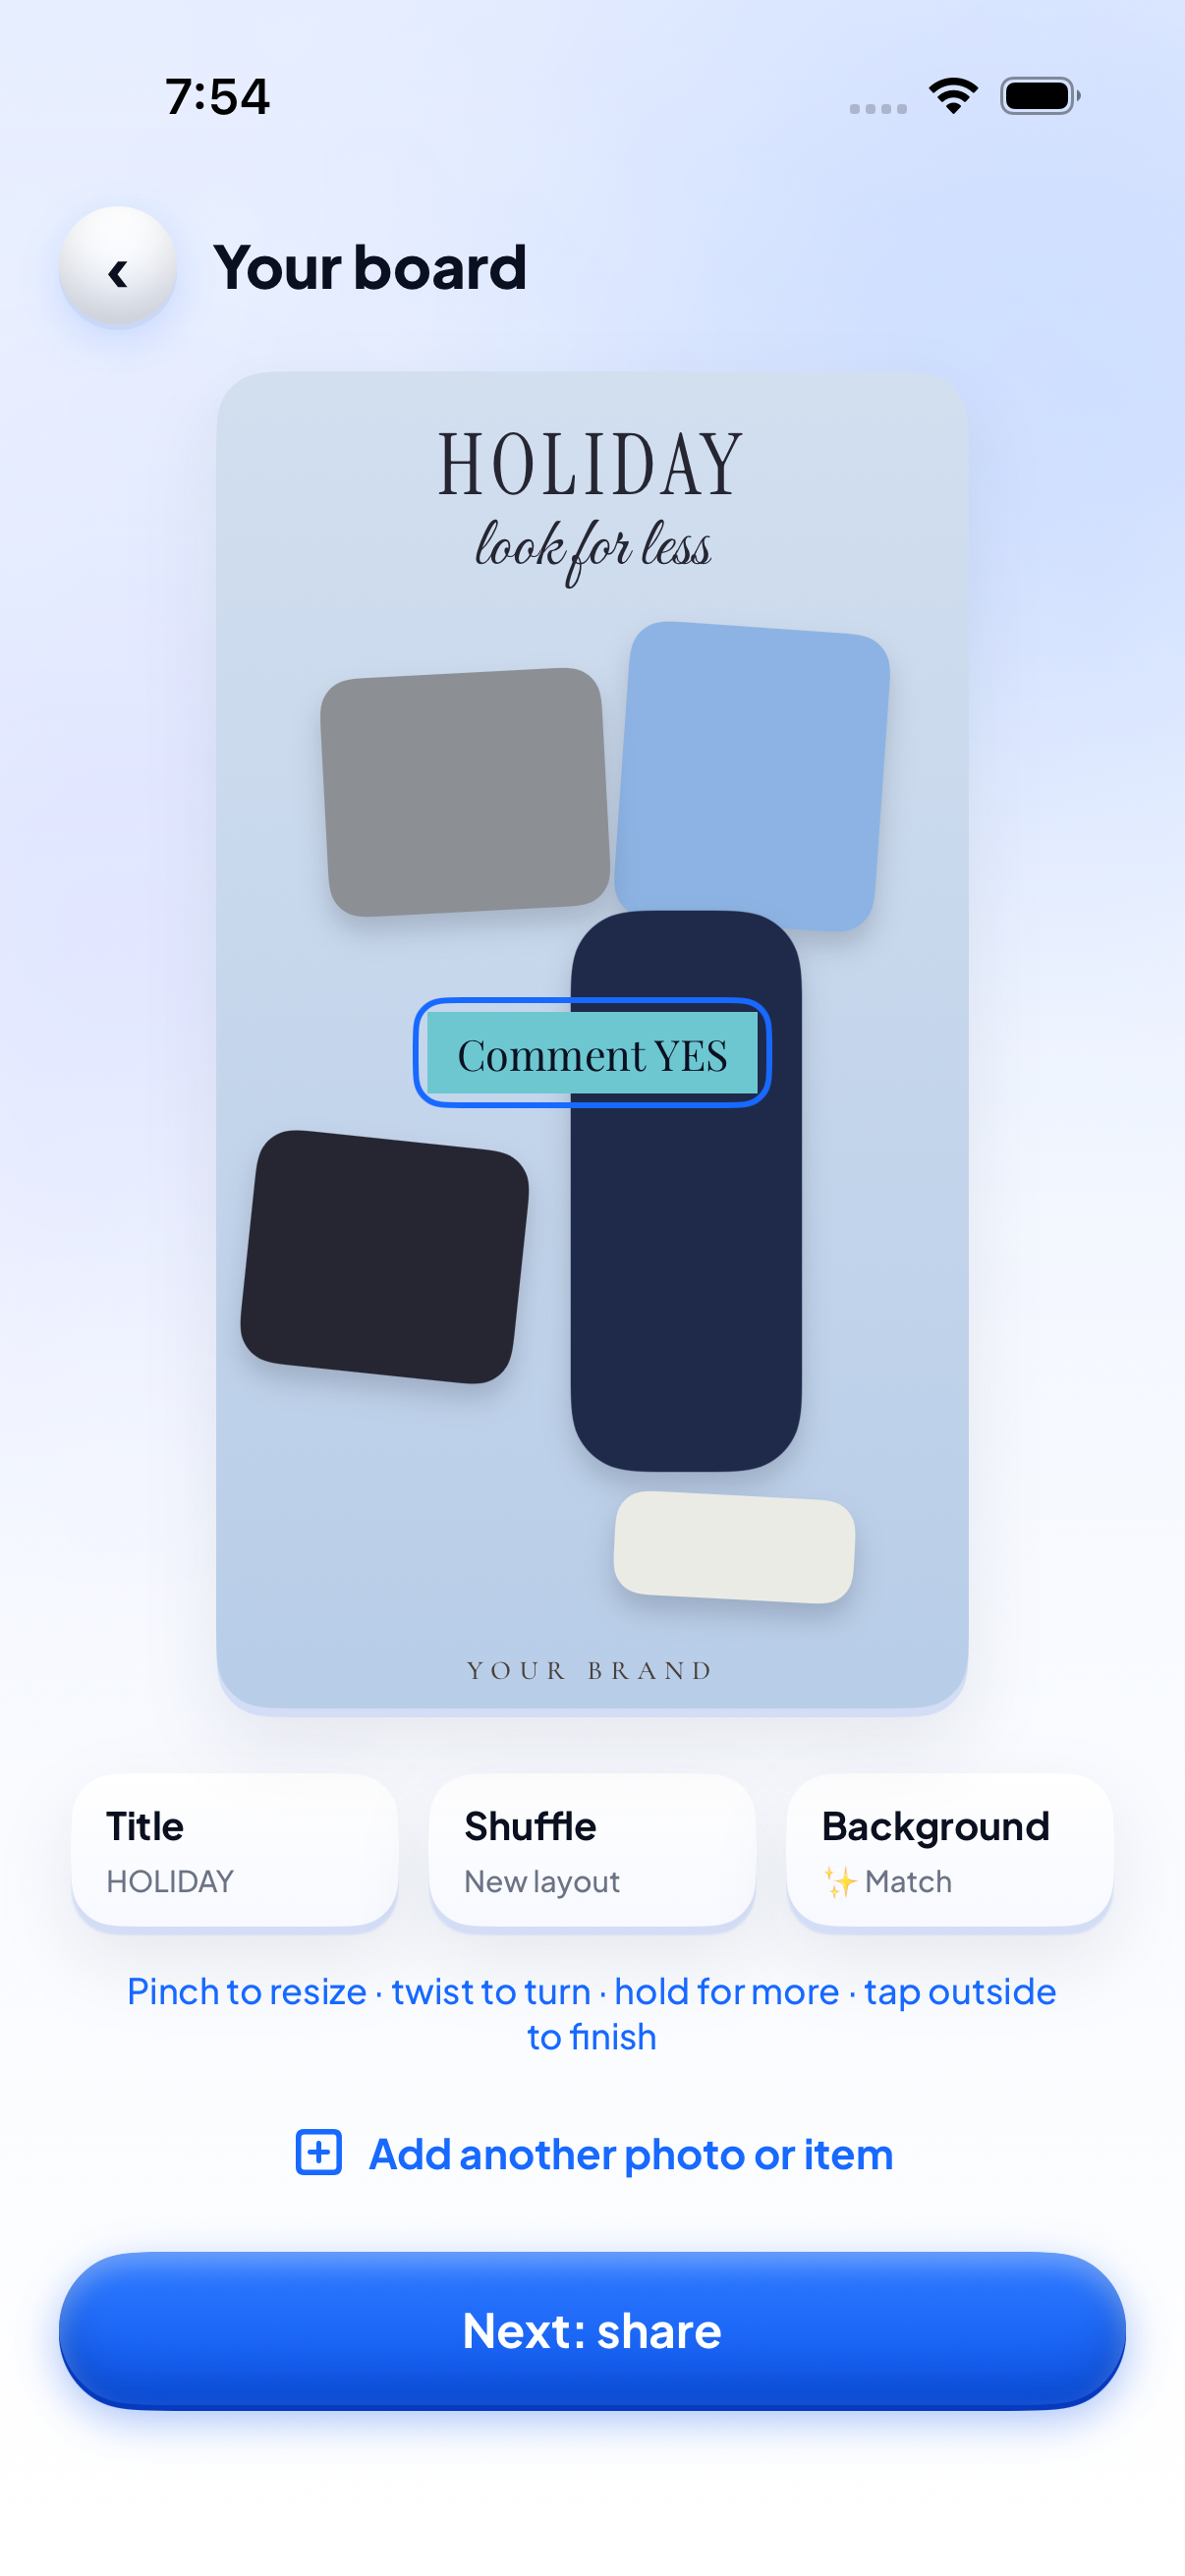 7:54
Your board
HOLIDAY
look for less
Comment YES
YOUR BRAND
Title
HOLIDAY
Shuffle
New layout
Background
✨ Match
Pinch to resize · twist to turn · hold for more · tap outside
to finish
Add another photo or item
Next: share